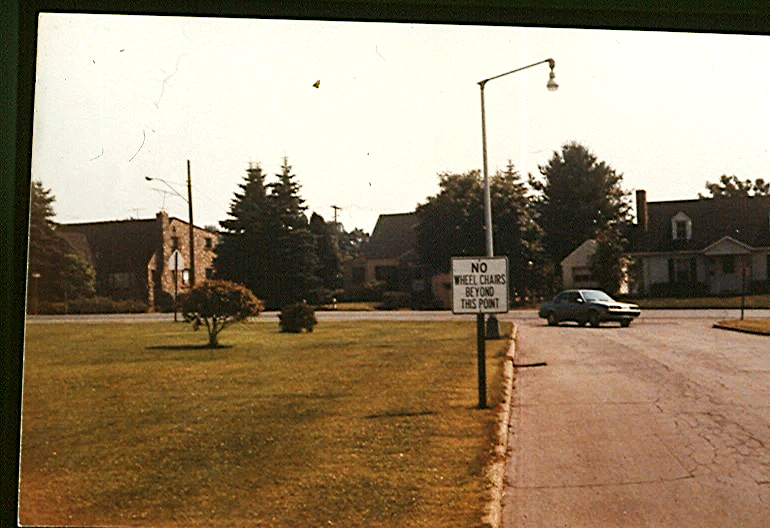 NO
WHEEL CHAIRS
BEYOND
THIS POINT